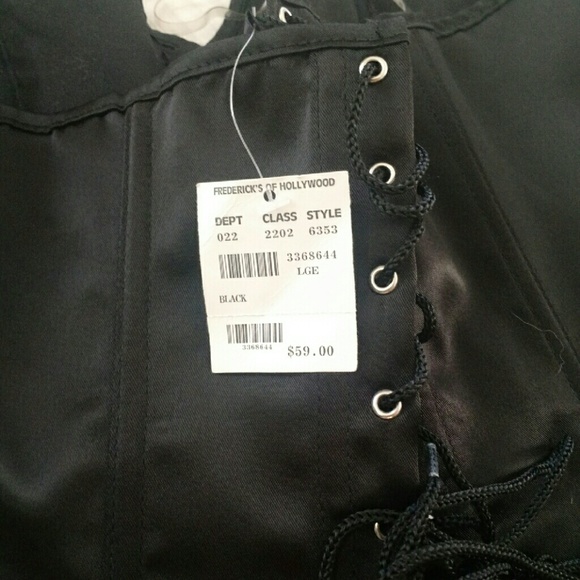 FREDERICK'S OF HOLLYWOOD
DEPT CLASS STYLE
022 2202 6353
3368644
LGE
BLACK
3368644 $59.00